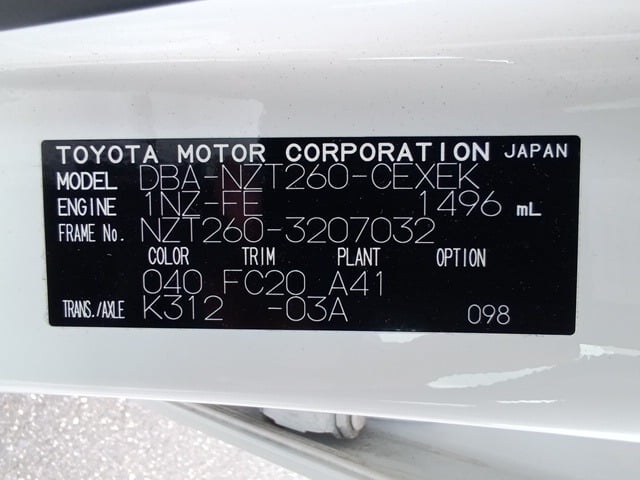 TOYOTA MOTOR CORPORATION JAPAN
MODEL DBA-NZT260-CEXEK
ENGINE 1NZ-FE 1496 mL
FRAME No. NZT260-3207032
COLOR TRIM PLANT OPTION
040 FC20 A41
TRANS./AXLE K312 -03A 098